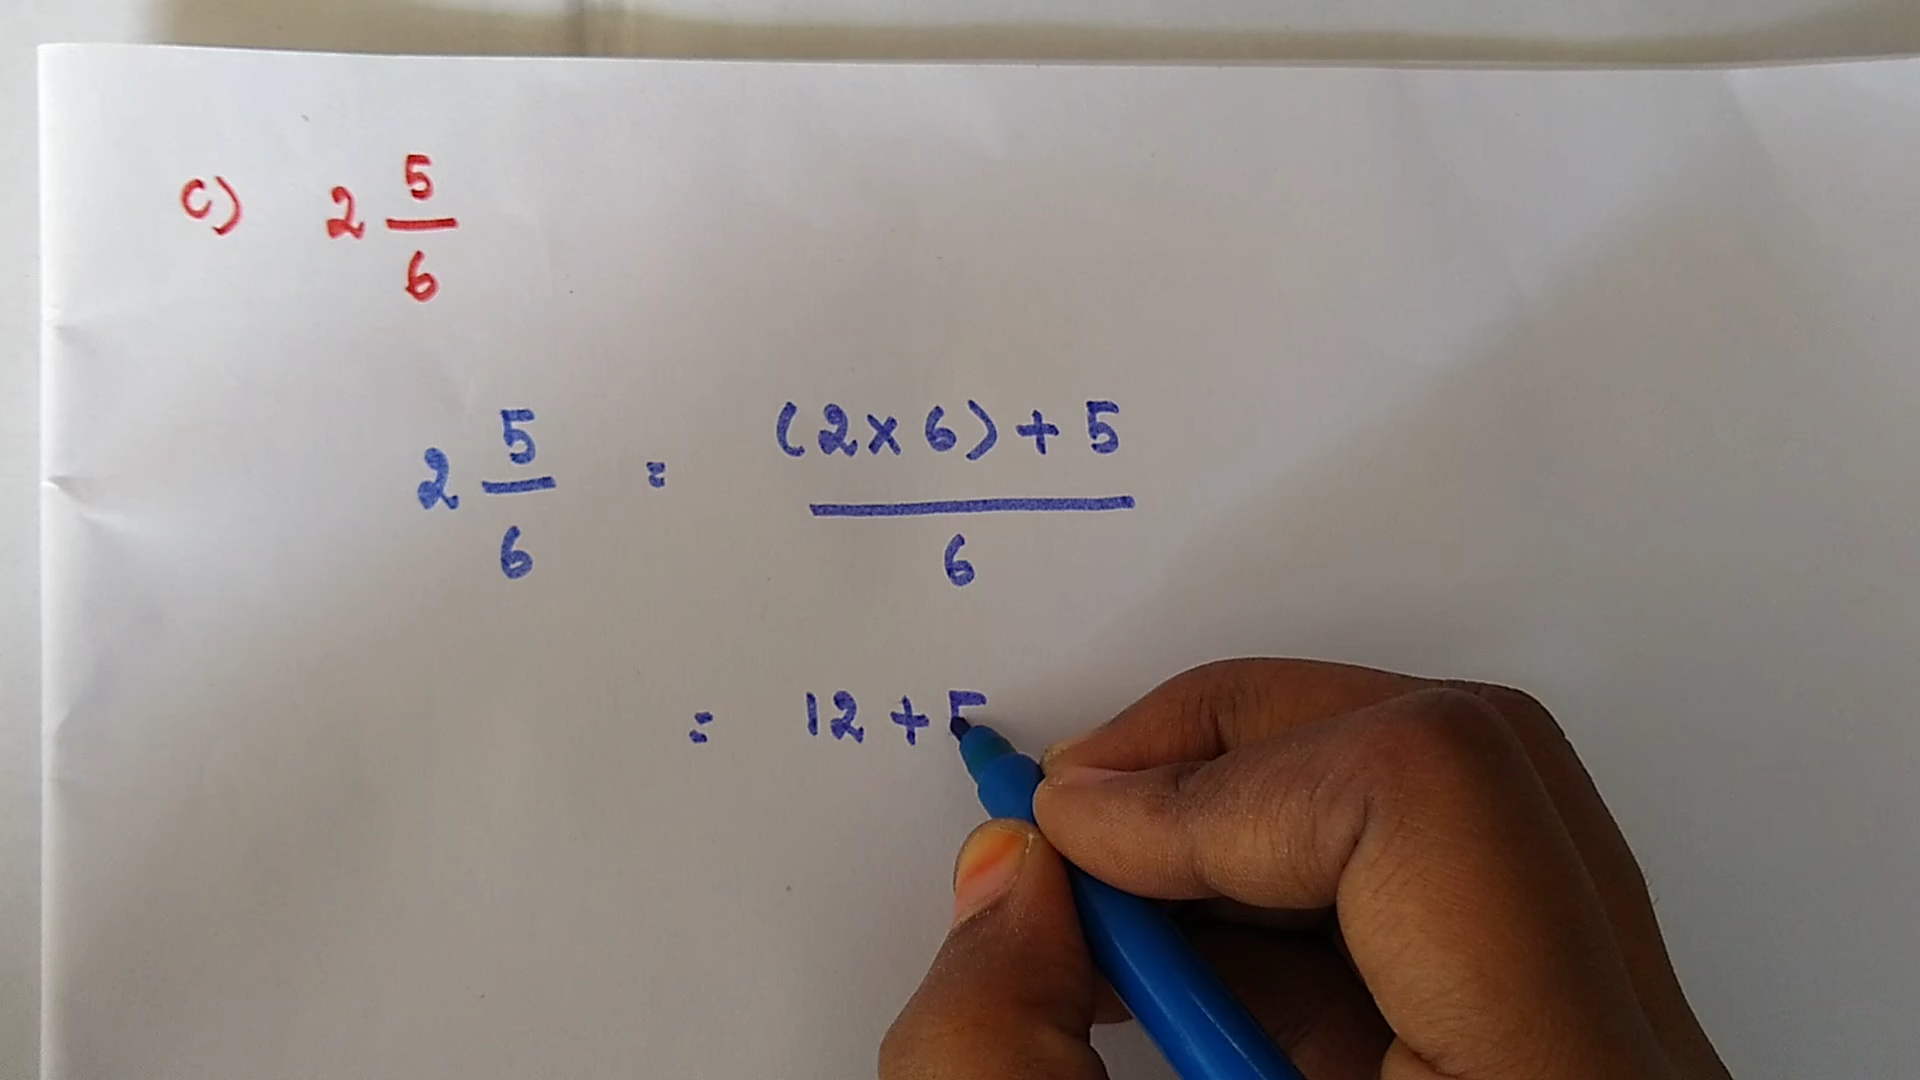 c) 2 5/6
2 5/6 = (2×6)+5/6
= 12+5